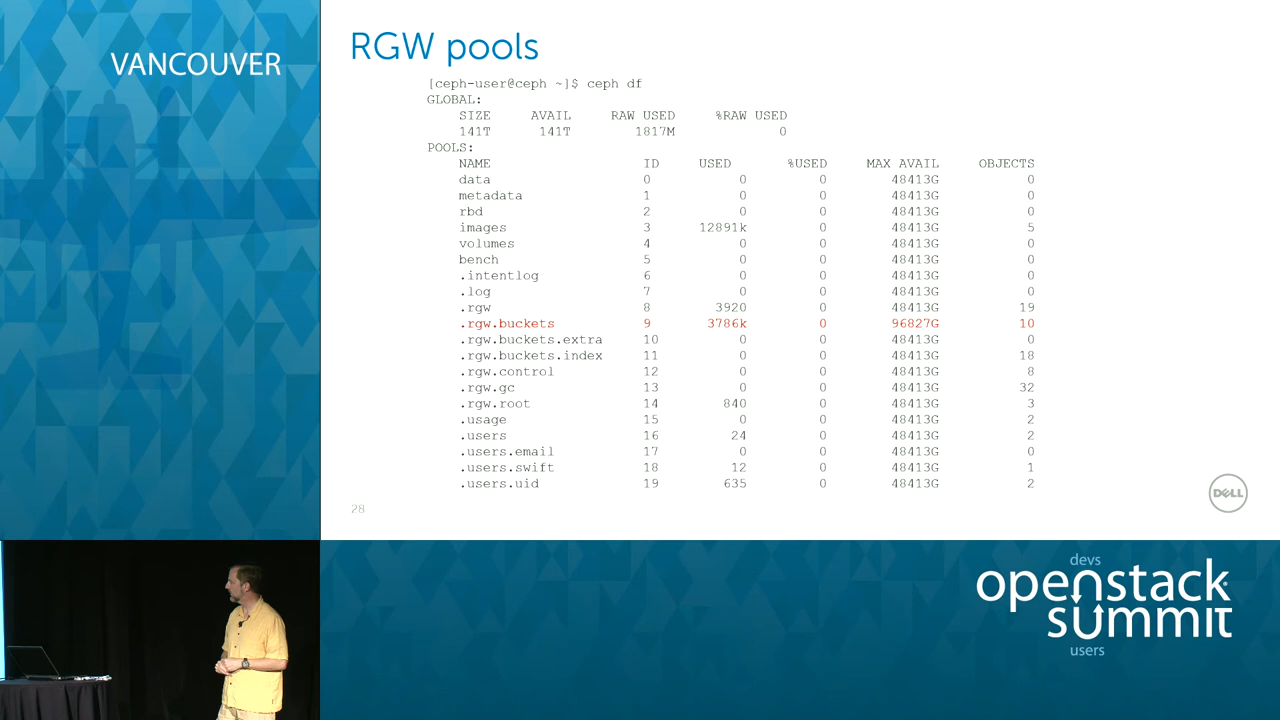 VANCOUVER
RGW pools
[ceph-user@ceph ~]$ ceph df
GLOBAL:
SIZE AVAIL RAW USED %RAW USED
141T 141T 1817M 0
POOLS:
NAME ID USED %USED MAX AVAIL OBJECTS
data 0 0 0 48413G 0
metadata 1 0 0 48413G 0
rbd 2 0 0 48413G 0
images 3 12891k 0 48413G 5
volumes 4 0 0 48413G 0
bench 5 0 0 48413G 0
.intentlog 6 0 0 48413G 0
.log 7 0 0 48413G 0
.rgw 8 3920 0 48413G 19
.rgw.buckets 9 3786k 0 96827G 10
.rgw.buckets.extra 10 0 0 48413G 0
.rgw.buckets.index 11 0 0 48413G 18
.rgw.control 12 0 0 48413G 8
.rgw.gc 13 0 0 48413G 32
.rgw.root 14 840 0 48413G 3
.usage 15 0 0 48413G 2
.users 16 24 0 48413G 2
.users.email 17 0 0 48413G 0
.users.swift 18 12 0 48413G 1
.users.uid 19 635 0 48413G 2
28
DELL
devs
openstack
summit
users